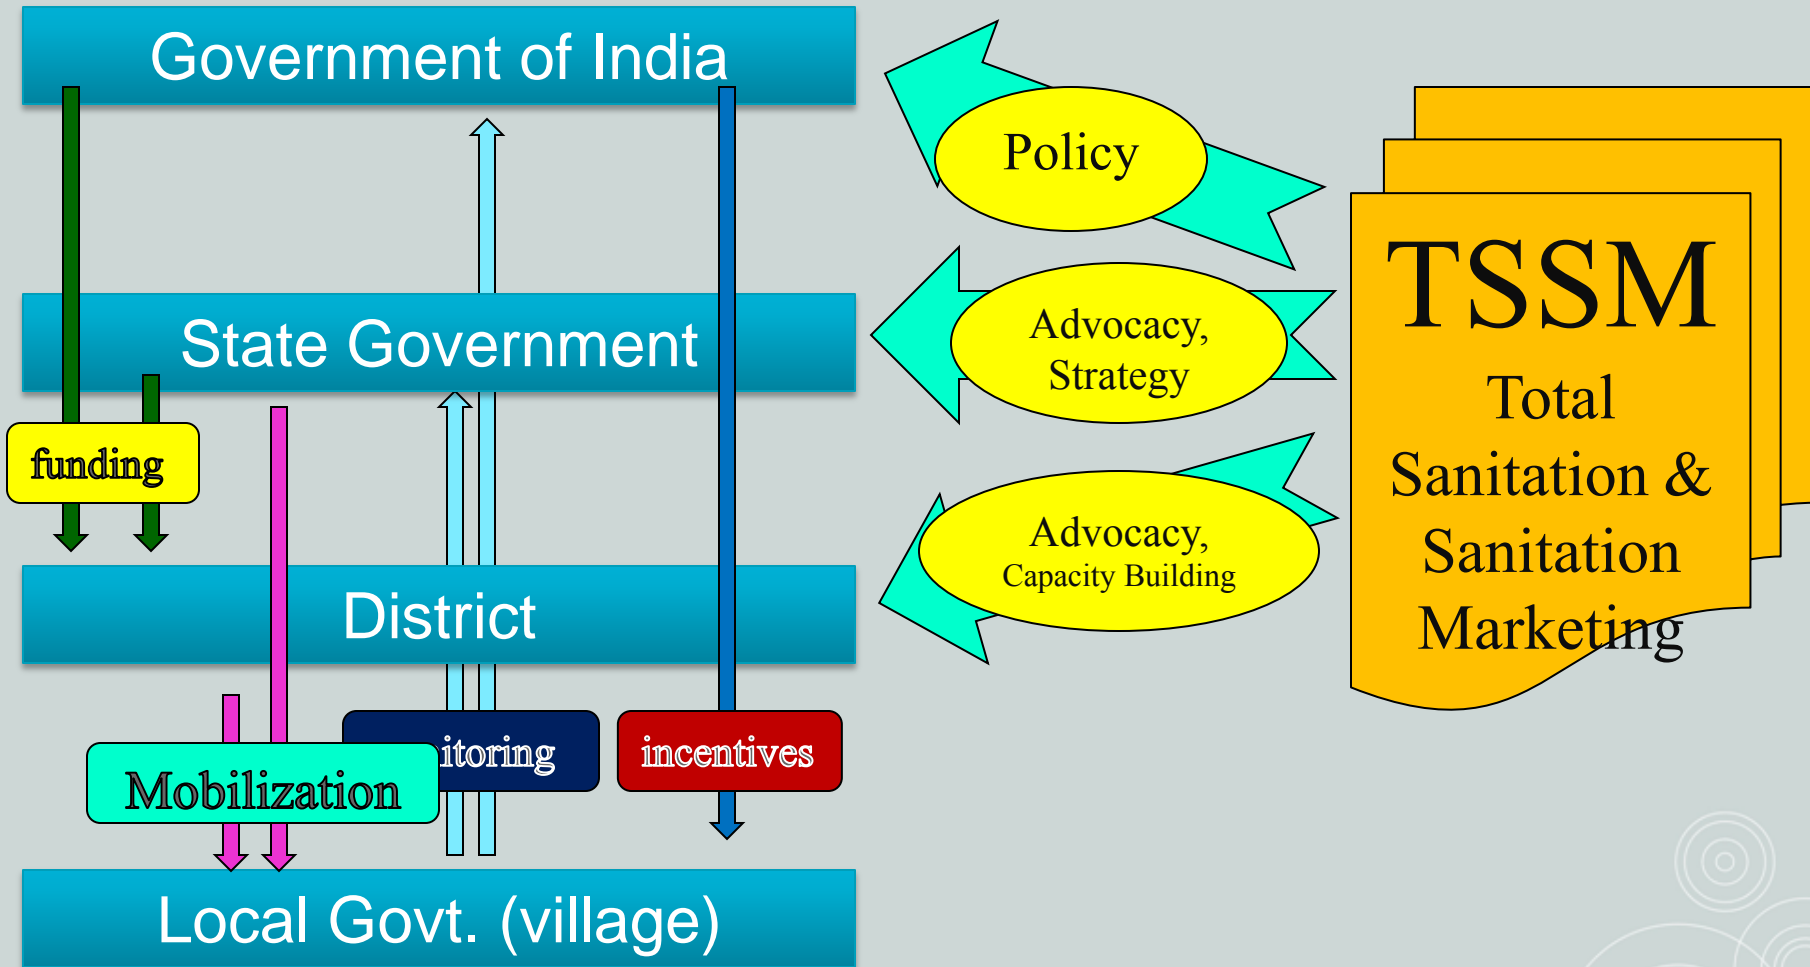 Government of India
State Government
funding
District
itoring
incentives
Mobilization
Local Govt. (village)
Policy
Advocacy,
Strategy
Advocacy,
Capacity Building
TSSM
Total
Sanitation &
Sanitation
Marketing